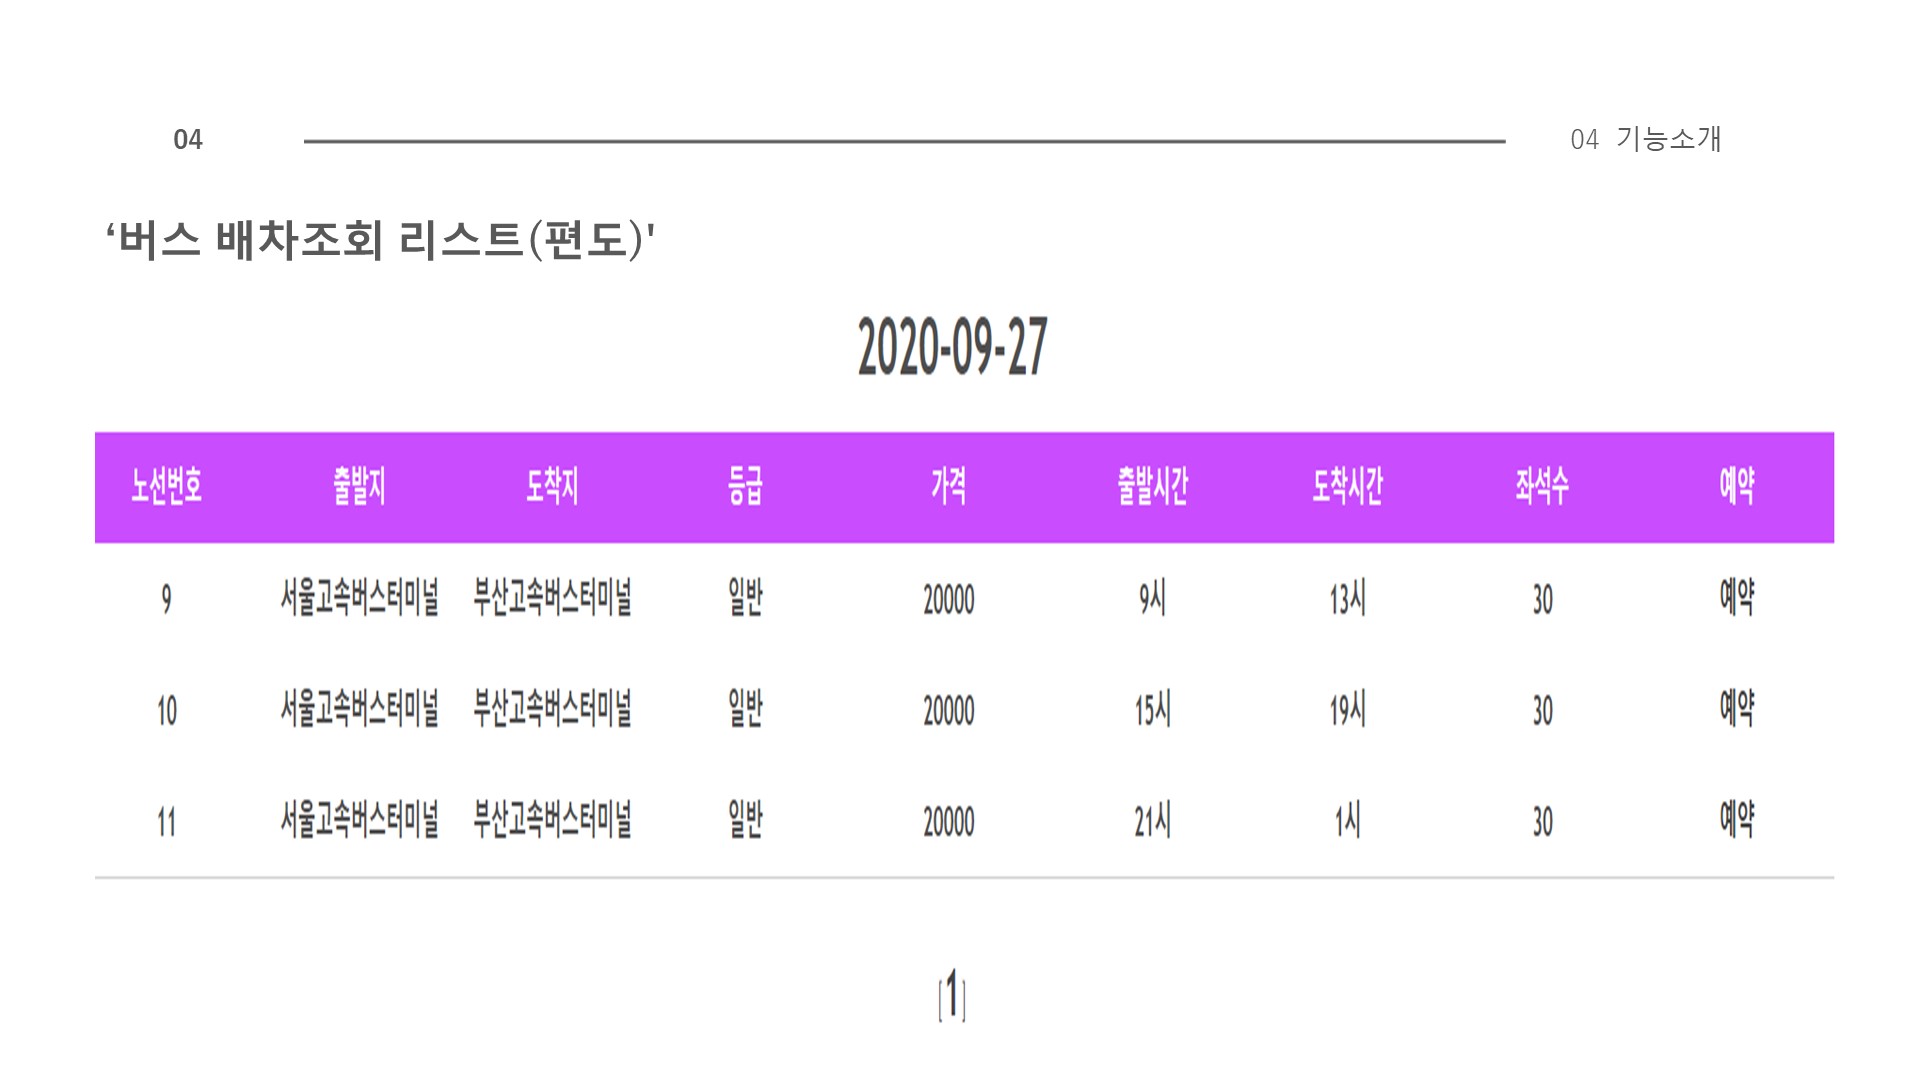 04
04 기능소개
‘버스 배차조회 리스트(편도)'
2020-09-27
노선번호 출발지 도착지 등급 가격 출발시간 도착시간 좌석수 예약
9 서울고속버스터미널 부산고속버스터미널 일반 20000 9시 13시 30 예약
10 서울고속버스터미널 부산고속버스터미널 일반 20000 15시 19시 30 예약
11 서울고속버스터미널 부산고속버스터미널 일반 20000 21시 1시 30 예약
[1]